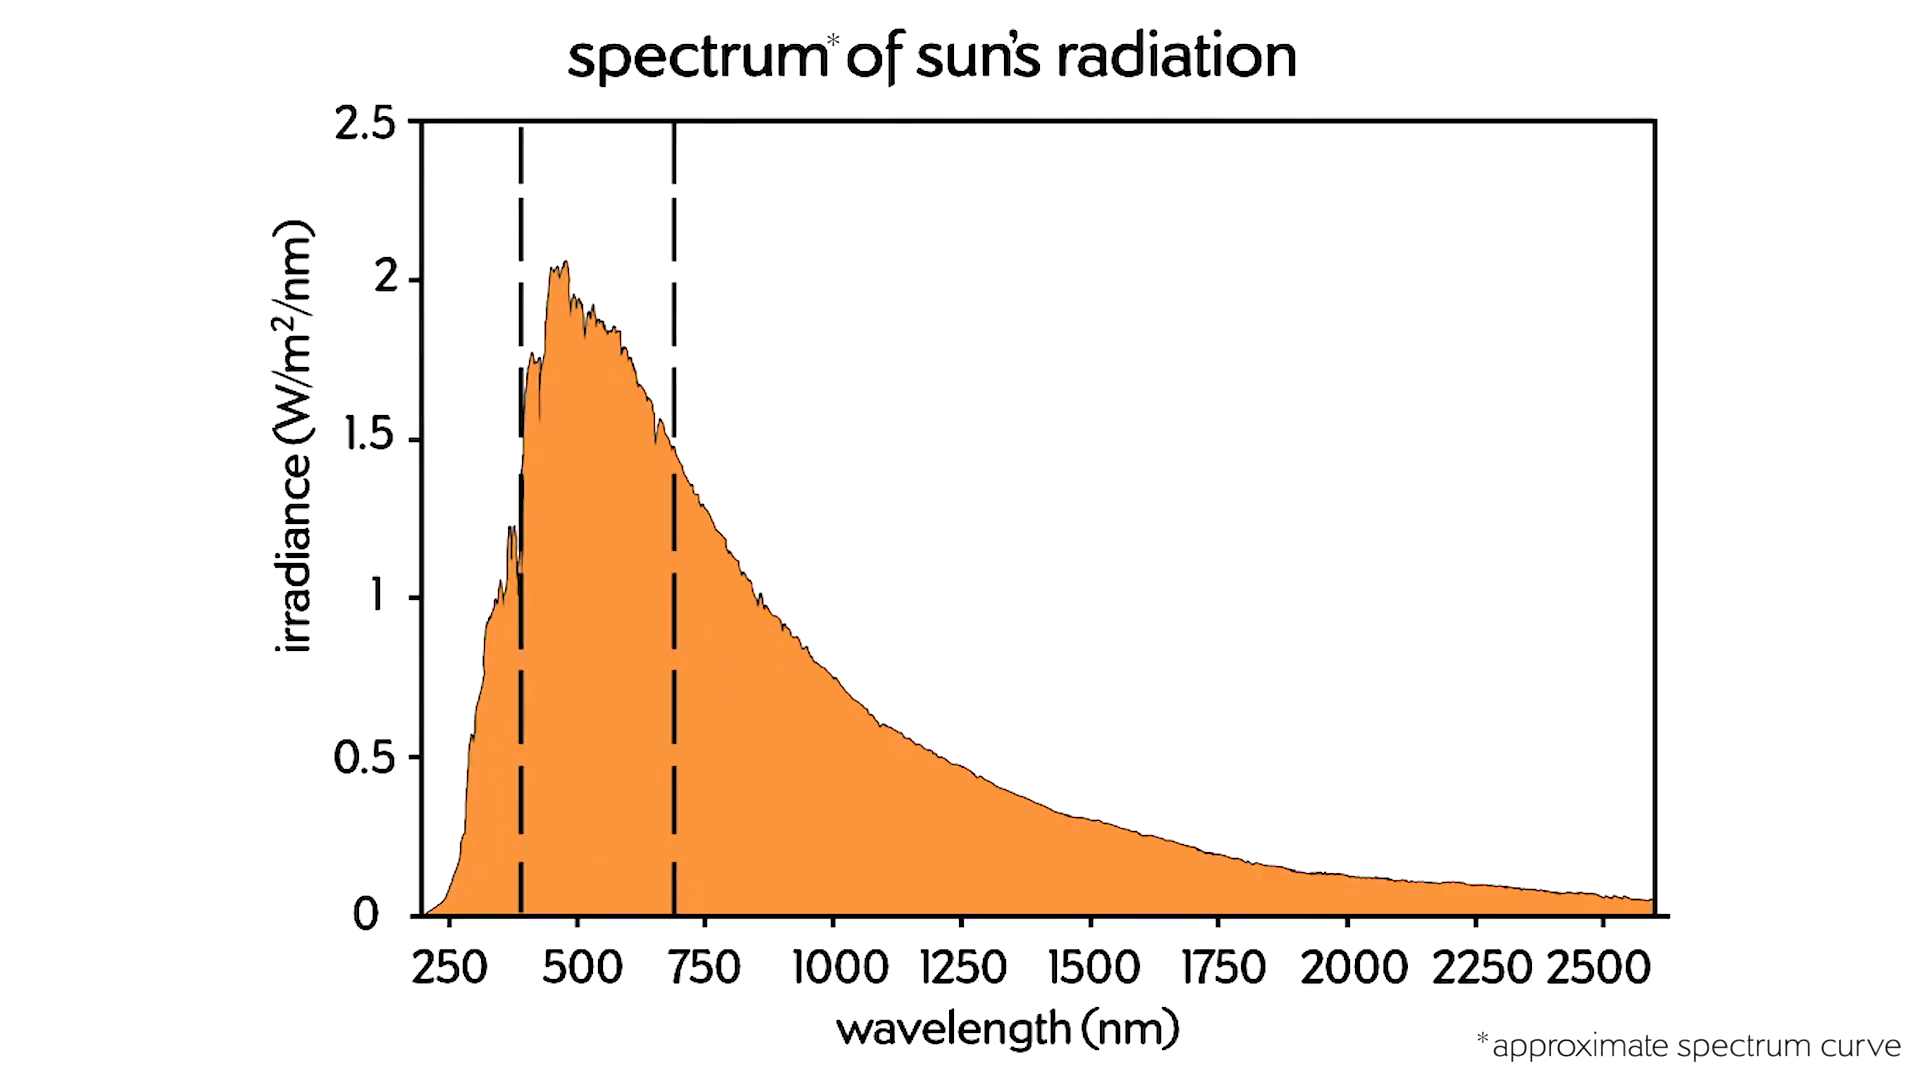 spectrum* of sun's radiation
2.5
2
1.5
1
0.5
0
irradiance (W/m²/nm)
250 500 750 1000 1250 1500 1750 2000 2250 2500
wavelength (nm)
*approximate spectrum curve